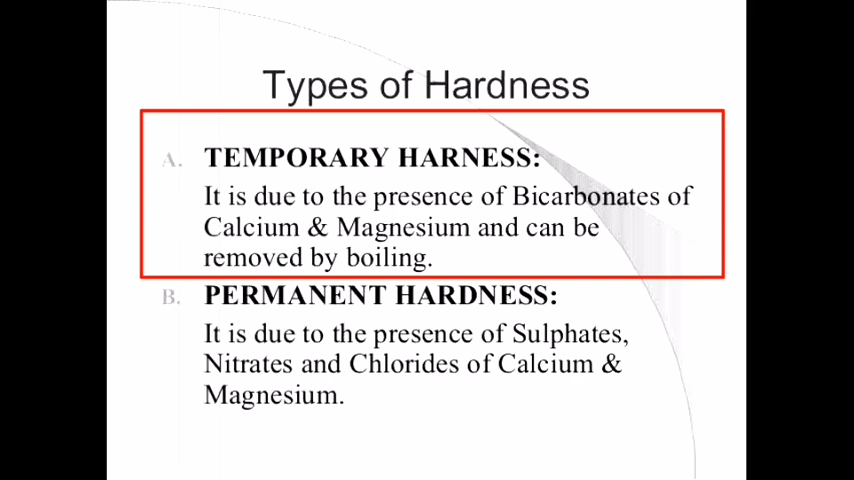 Types of Hardness
A. TEMPORARY HARNESS:
It is due to the presence of Bicarbonates of
Calcium & Magnesium and can be
removed by boiling.
B. PERMANENT HARDNESS:
It is due to the presence of Sulphates,
Nitrates and Chlorides of Calcium &
Magnesium.